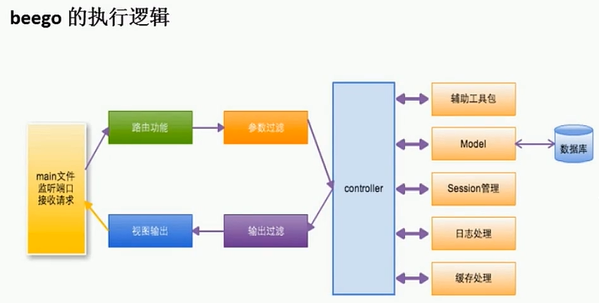 beego 的执行逻辑
路由功能
参数过滤
main文件
监听端口
接收请求
视图输出
输出过滤
controller
辅助工具包
Model
数据库
Session管理
日志处理
缓存处理